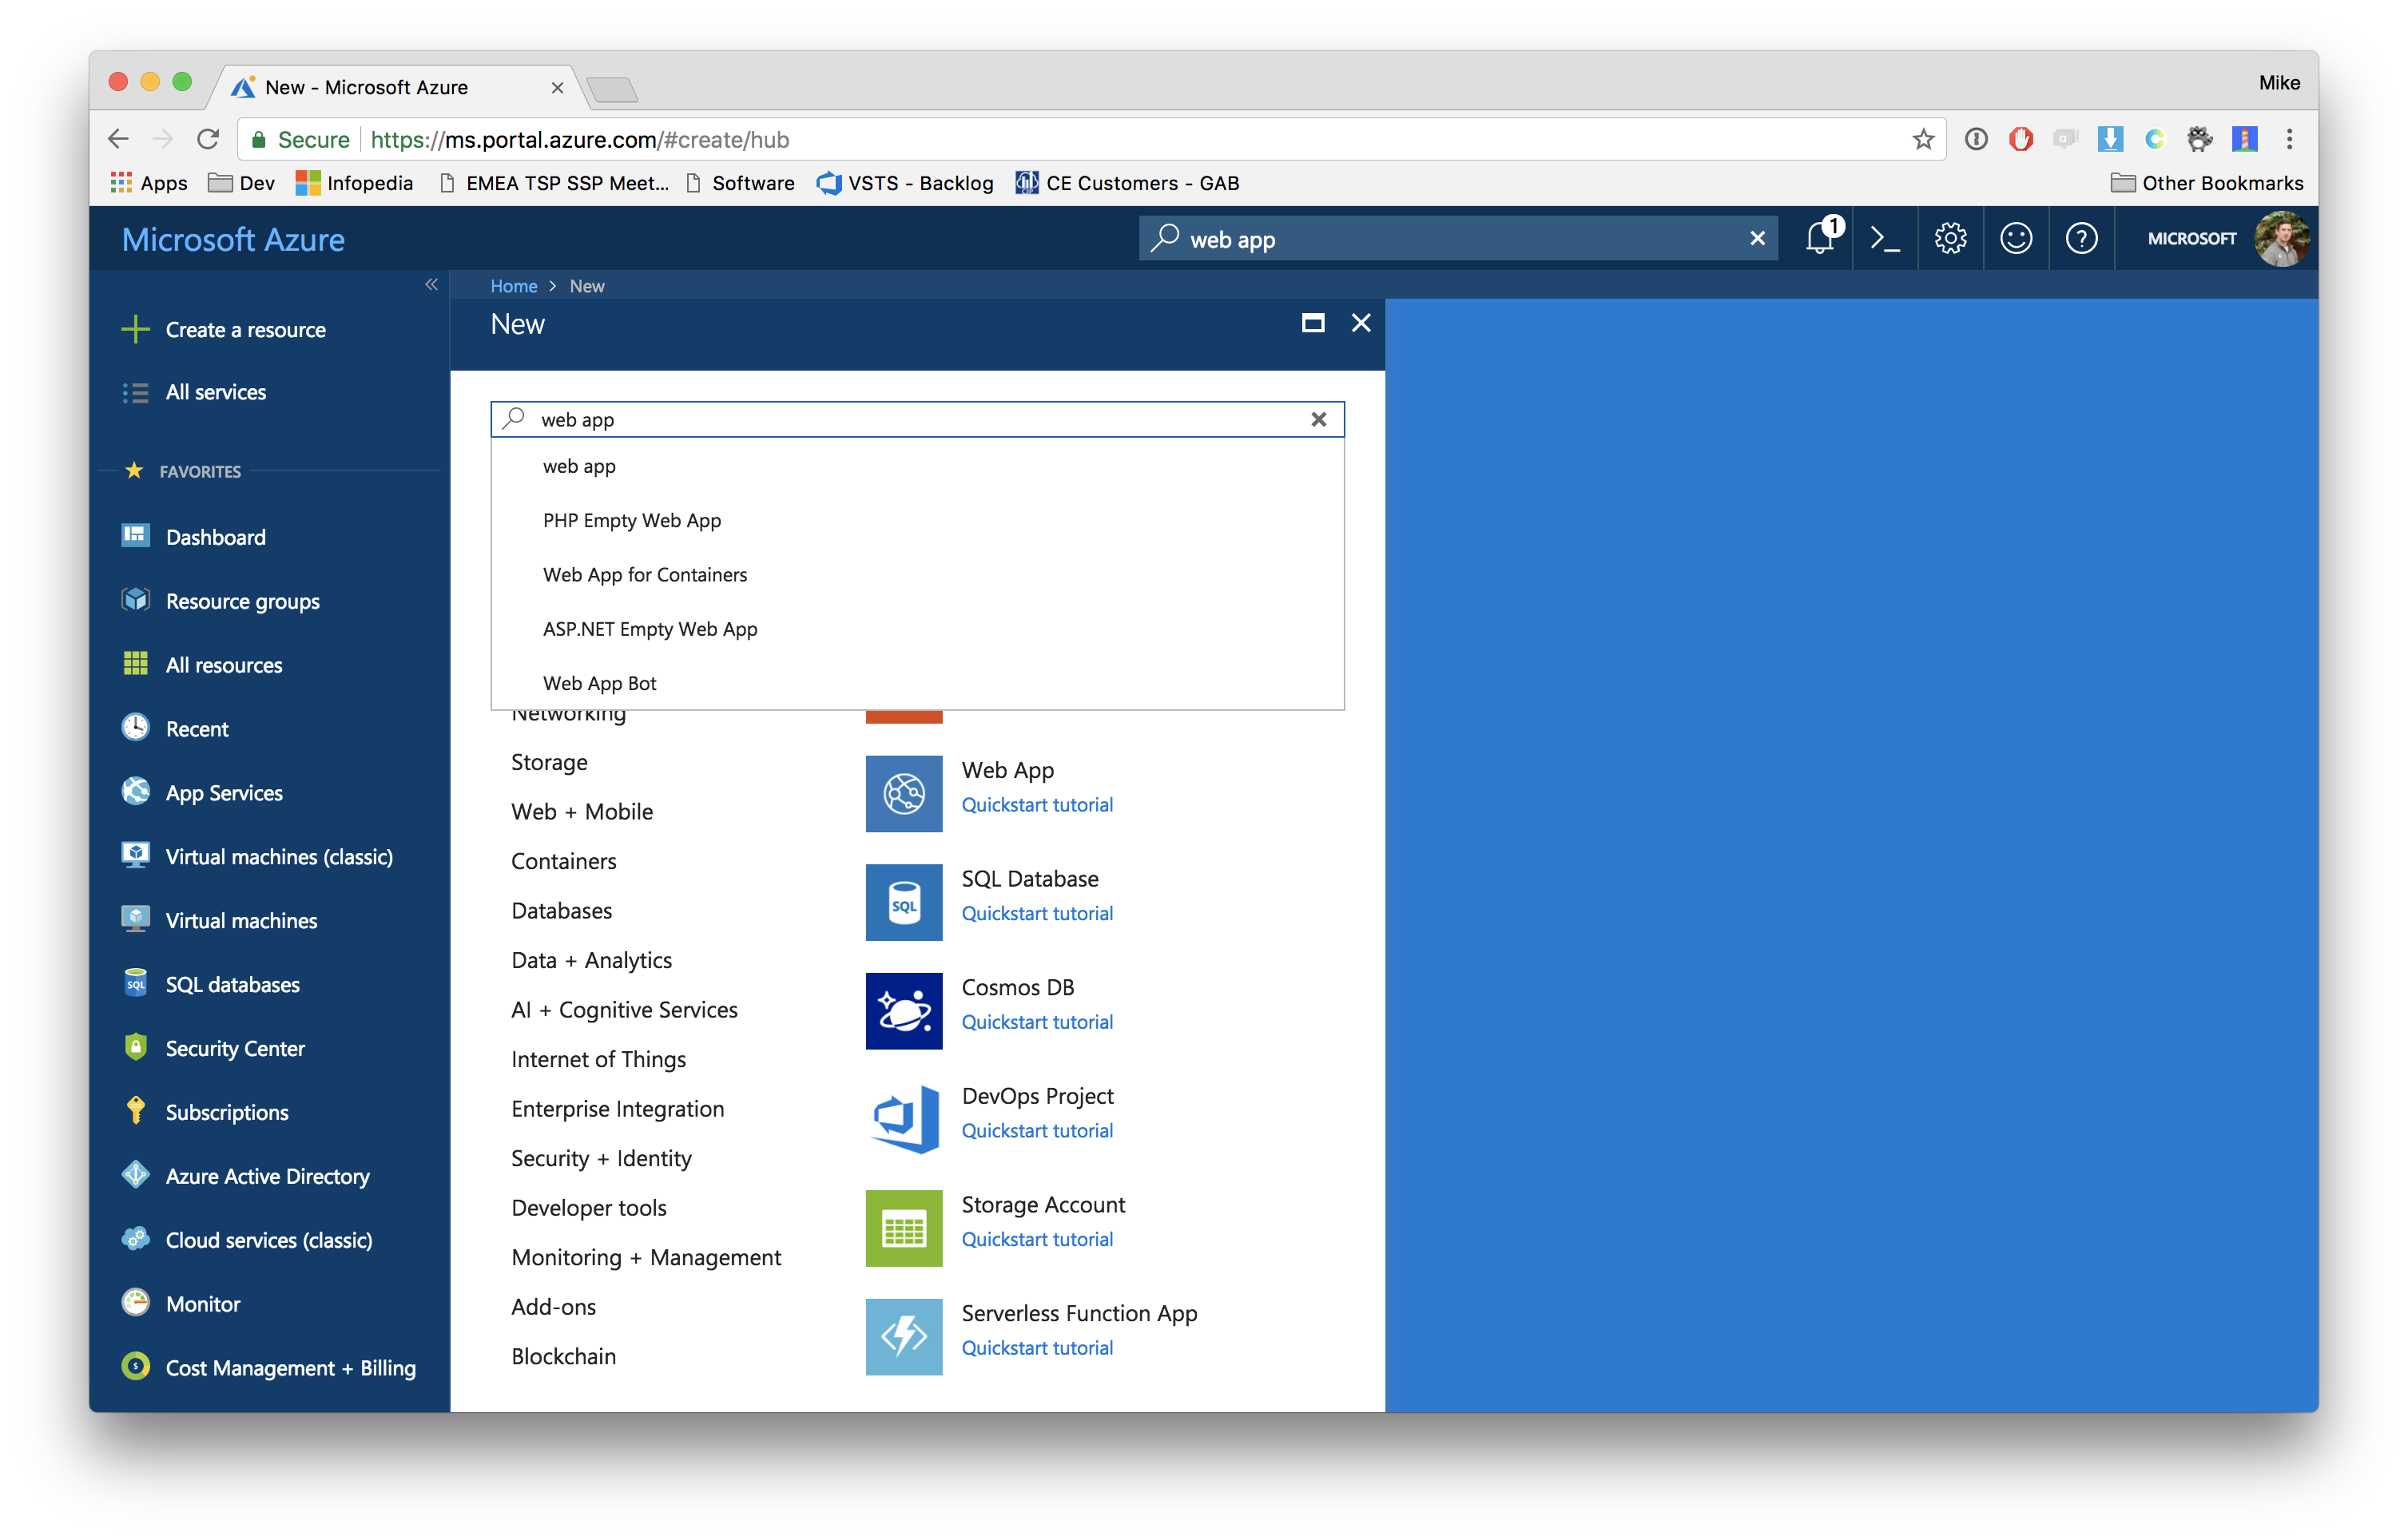 New - Microsoft Azure
Mike
Secure https://ms.portal.azure.com/#create/hub
Apps Dev Infopedia EMEA TSP SSP Meet... Software VSTS - Backlog CE Customers - GAB Other Bookmarks
Microsoft Azure
web app
1
MICROSOFT
Home > New
New
Create a resource
All services
FAVORITES
Dashboard
Resource groups
All resources
Recent
App Services
Virtual machines (classic)
Virtual machines
SQL databases
Security Center
Subscriptions
Azure Active Directory
Cloud services (classic)
Monitor
Cost Management + Billing
web app
web app
PHP Empty Web App
Web App for Containers
ASP.NET Empty Web App
Web App Bot
Networking
Storage
Web + Mobile
Containers
Databases
Data + Analytics
AI + Cognitive Services
Internet of Things
Enterprise Integration
Security + Identity
Developer tools
Monitoring + Management
Add-ons
Blockchain
Web App
Quickstart tutorial
SQL
SQL Database
Quickstart tutorial
Cosmos DB
Quickstart tutorial
DevOps Project
Quickstart tutorial
Storage Account
Quickstart tutorial
Serverless Function App
Quickstart tutorial